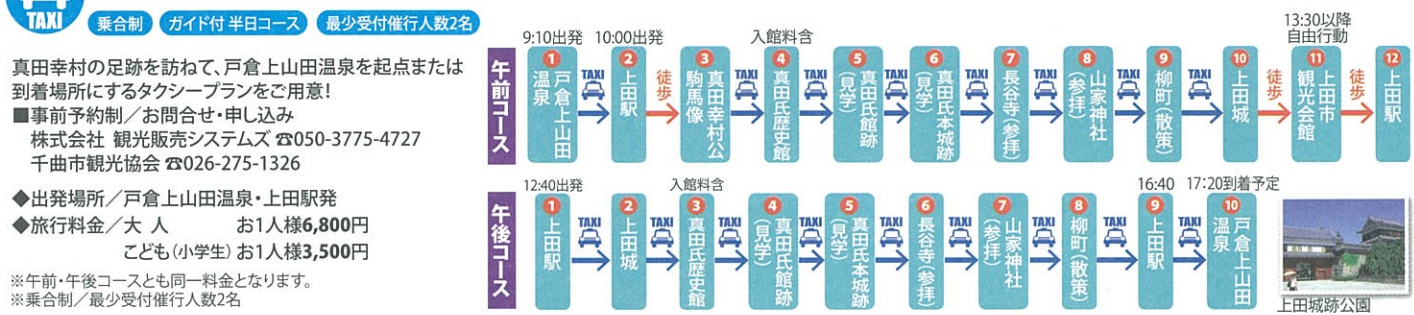 TAXI
乗合制 ガイド付 半日コース 最少受付催行人数2名
真田幸村の足跡を訪ねて、戸倉上山田温泉を起点または
到着場所にするタクシープランをご用意!
■事前予約制/お問合せ・申し込み
株式会社 観光販売システムズ ☎050-3775-4727
千曲市観光協会 ☎026-275-1326
◆出発場所/戸倉上山田温泉・上田駅発
◆旅行料金/大 人 お1人様6,800円
こども(小学生) お1人様3,500円
※午前・午後コースとも同一料金となります。
※乗合制/最少受付催行人数2名
午前コース
9:10出発
1 戸倉上山田
温泉
TAXI
10:00出発
2 上田駅
徒歩
3 真田幸村公
騎馬像
TAXI
入館料含
4 真田氏歴史館
TAXI
5 真田氏館跡
(見学)
TAXI
6 真田氏本城跡
(見学)
TAXI
7 長谷寺(参拝)
TAXI
8 山家神社
(参拝)
TAXI
9 柳町(散策)
TAXI
10 上田城
徒歩
13:30以降
自由行動
11 上田市
観光会館
徒歩
12 上田駅
午後コース
12:40出発
1 上田駅
TAXI
2 上田城
TAXI
入館料含
3 真田氏歴史館
TAXI
4 真田氏館跡
(見学)
TAXI
5 真田氏本城跡
(見学)
TAXI
6 長谷寺(参拝)
TAXI
7 山家神社
(参拝)
TAXI
8 柳町(散策)
TAXI
16:40
9 上田駅
TAXI
17:20到着予定
10 戸倉上山田
温泉
上田城跡公園